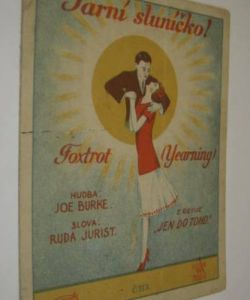 Jarní sluníčko!
Foxtrot (Yearning)
HUDBA:
JOE BURKE.
SLOVA:
RUDA JURIST.
Z REVUE
„JEN DO TOHO."